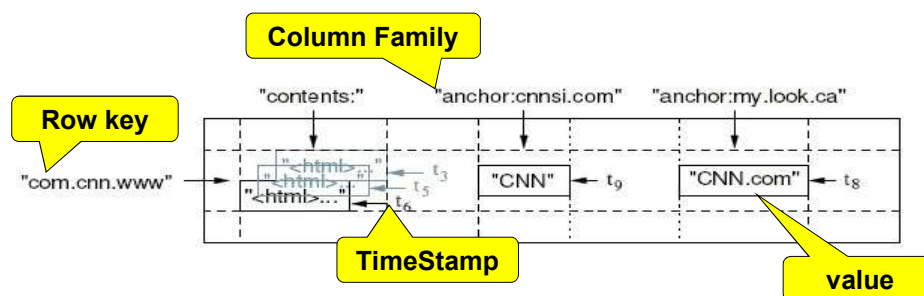 Column Family
"contents:" "anchor:cnnsi.com" "anchor:my.look.ca"
Row key
"<html>..." t3
"com.cnn.www" "<html>..." t5 "CNN" t9 "CNN.com" t8
"<html>..." t6
TimeStamp
value